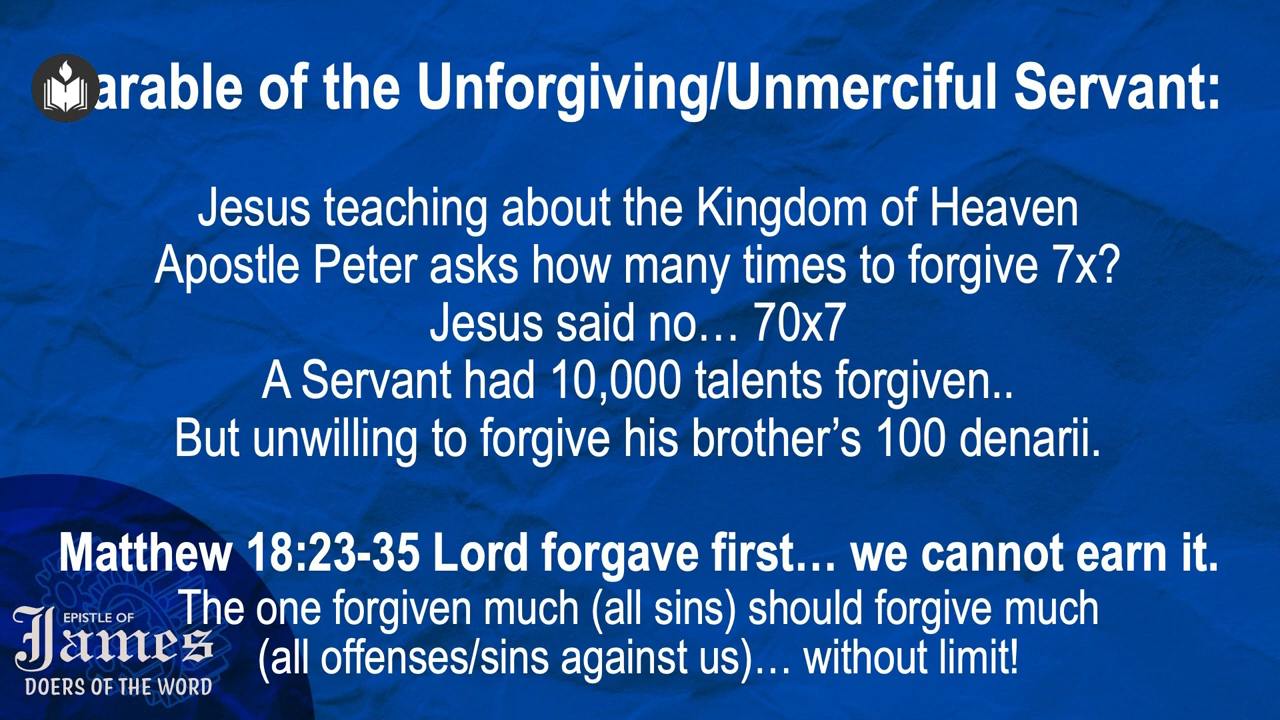 arable of the Unforgiving/Unmerciful Servant:
Jesus teaching about the Kingdom of Heaven
Apostle Peter asks how many times to forgive 7x?
Jesus said no… 70x7
A Servant had 10,000 talents forgiven..
But unwilling to forgive his brother’s 100 denarii.
Matthew 18:23-35 Lord forgave first… we cannot earn it.
The one forgiven much (all sins) should forgive much
(all offenses/sins against us)… without limit!
EPISTLE OF
James
DOERS OF THE WORD